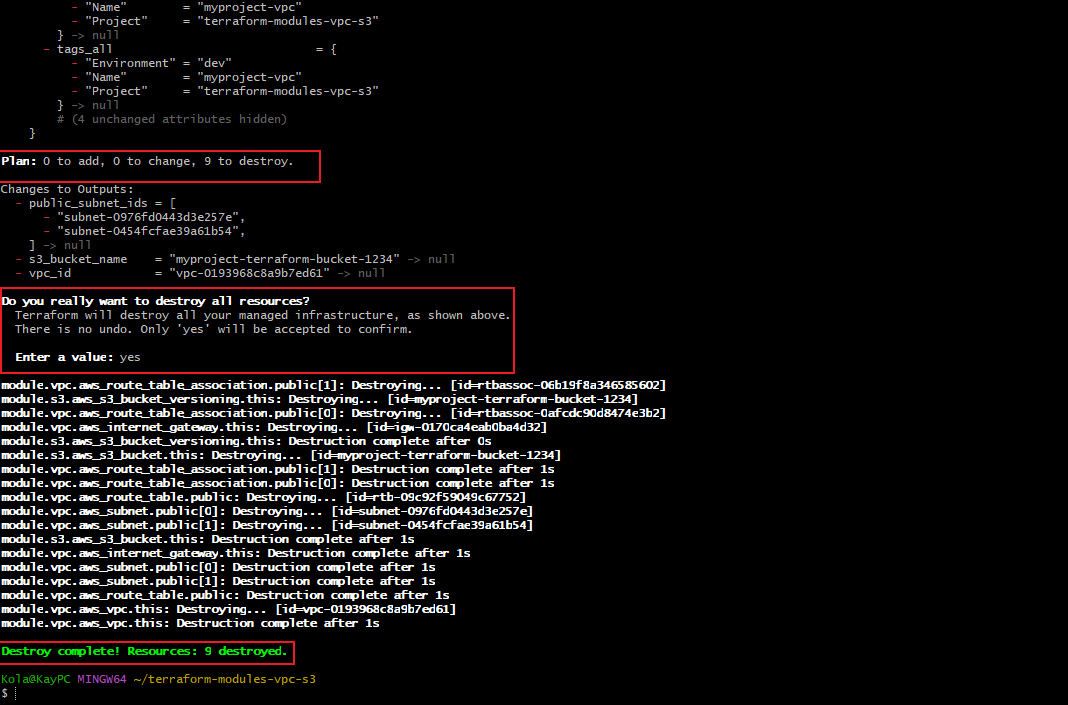 - "Name"        = "myproject-vpc"
          - "Project"     = "terraform-modules-vpc-s3"
        } -> null
      - tags_all                             = {
          - "Environment" = "dev"
          - "Name"        = "myproject-vpc"
          - "Project"     = "terraform-modules-vpc-s3"
        } -> null
        # (4 unchanged attributes hidden)
    }
Plan: 0 to add, 0 to change, 9 to destroy.
Changes to Outputs:
  - public_subnet_ids = [
      - "subnet-0976fd0443d3e257e",
      - "subnet-0454fcfae39a61b54",
    ] -> null
  - s3_bucket_name    = "myproject-terraform-bucket-1234" -> null
  - vpc_id            = "vpc-0193968c8a9b7ed61" -> null
Do you really want to destroy all resources?
  Terraform will destroy all your managed infrastructure, as shown above.
  There is no undo. Only 'yes' will be accepted to confirm.
  Enter a value: yes
module.vpc.aws_route_table_association.public[1]: Destroying... [id=rtbassoc-06b19f8a346585602]
module.s3.aws_s3_bucket_versioning.this: Destroying... [id=myproject-terraform-bucket-1234]
module.vpc.aws_route_table_association.public[0]: Destroying... [id=rtbassoc-0afcdc90d8474e3b2]
module.vpc.aws_internet_gateway.this: Destroying... [id=igw-0170ca4eab0ba4d32]
module.s3.aws_s3_bucket_versioning.this: Destruction complete after 0s
module.s3.aws_s3_bucket.this: Destroying... [id=myproject-terraform-bucket-1234]
module.vpc.aws_route_table_association.public[1]: Destruction complete after 1s
module.vpc.aws_route_table_association.public[0]: Destruction complete after 1s
module.vpc.aws_route_table.public: Destroying... [id=rtb-09c92f59049c67752]
module.vpc.aws_subnet.public[0]: Destroying... [id=subnet-0976fd0443d3e257e]
module.vpc.aws_subnet.public[1]: Destroying... [id=subnet-0454fcfae39a61b54]
module.s3.aws_s3_bucket.this: Destruction complete after 1s
module.vpc.aws_internet_gateway.this: Destruction complete after 1s
module.vpc.aws_subnet.public[0]: Destruction complete after 1s
module.vpc.aws_subnet.public[1]: Destruction complete after 1s
module.vpc.aws_route_table.public: Destruction complete after 1s
module.vpc.aws_vpc.this: Destroying... [id=vpc-0193968c8a9b7ed61]
module.vpc.aws_vpc.this: Destruction complete after 1s
Destroy complete! Resources: 9 destroyed.
Kola@KayPC MINGW64 ~/terraform-modules-vpc-s3
$